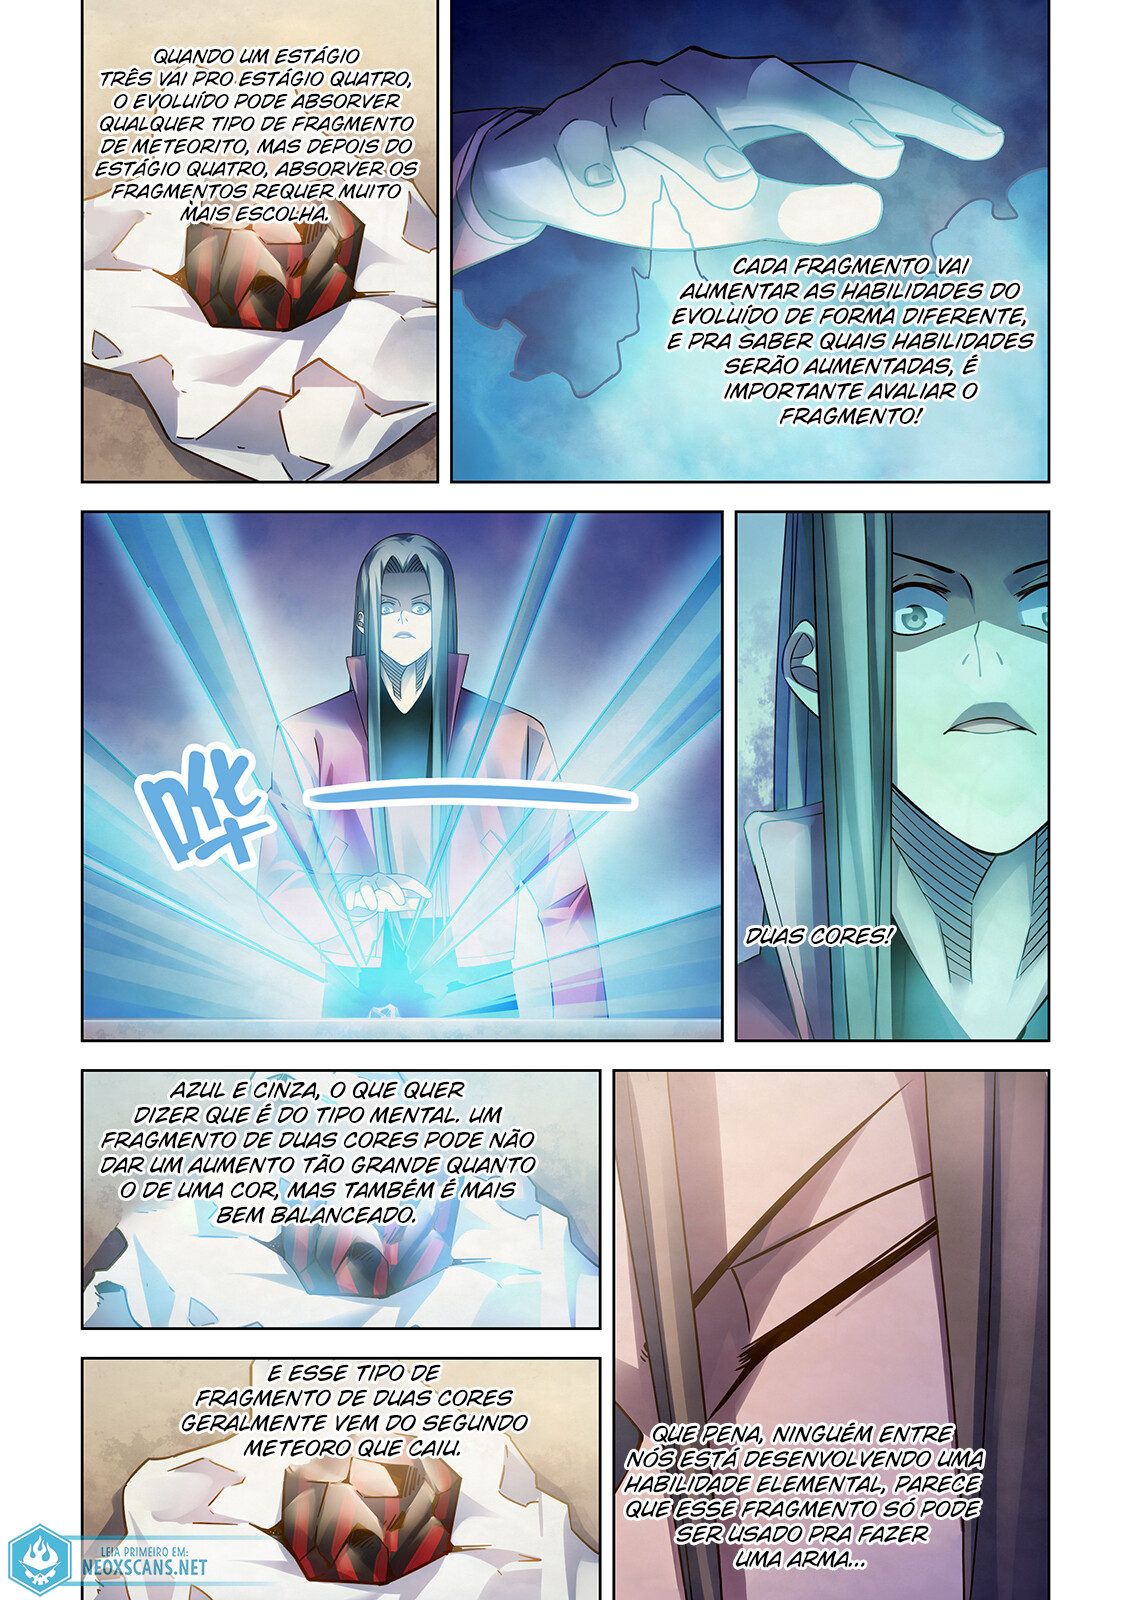 QUANDO UM ESTÁGIO
TRÊS VAI PRO ESTÁGIO QUATRO,
O EVOLUÍDO PODE ABSORVER
QUALQUER TIPO DE FRAGMENTO
DE METEORITO, MAS DEPOIS DO
ESTÁGIO QUATRO, ABSORVER OS
FRAGMENTOS REQUER MUITO
MAIS ESCOLHA.
CADA FRAGMENTO VAI
AUMENTAR AS HABILIDADES DO
EVOLUÍDO DE FORMA DIFERENTE,
E PRA SABER QUAIS HABILIDADES
SERÃO AUMENTADAS, É
IMPORTANTE AVALIAR O
FRAGMENTO!
DUAS CORES!
AZUL E CINZA, O QUE QUER
DIZER QUE É DO TIPO MENTAL. UM
FRAGMENTO DE DUAS CORES PODE NÃO
DAR UM AUMENTO TÃO GRANDE QUANTO
O DE UMA COR, MAS TAMBÉM É MAIS
BEM BALANCEADO.
E ESSE TIPO DE
FRAGMENTO DE DUAS CORES
GERALMENTE VEM DO SEGUNDO
METEORO QUE CAIU.
QUE PENA, NINGUÉM ENTRE
NÓS ESTÁ DESENVOLVENDO UMA
HABILIDADE ELEMENTAL, PARECE
QUE ESSE FRAGMENTO SÓ PODE
SER USADO PRA FAZER
UMA ARMA...
LEIA PRIMEIRO EM:
NEOXSCANS.NET